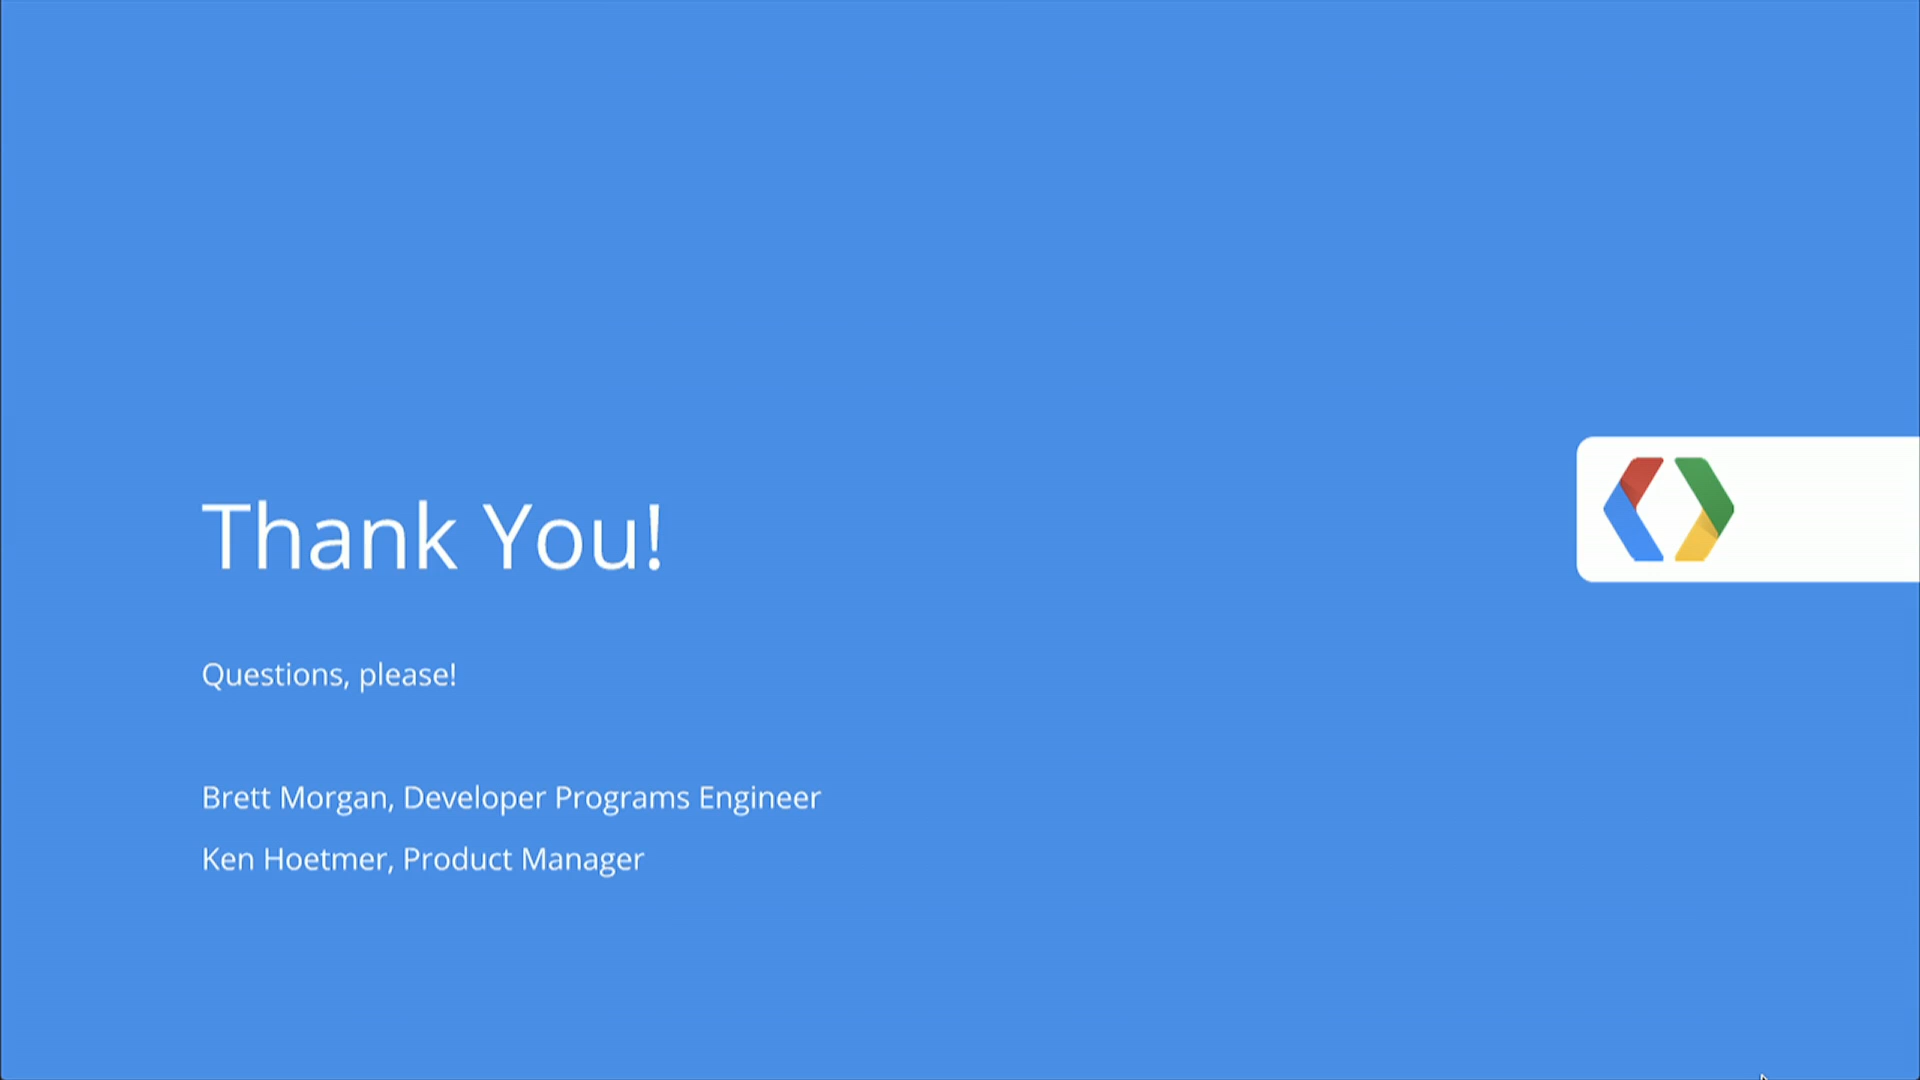 Thank You!
Questions, please!
Brett Morgan, Developer Programs Engineer
Ken Hoetmer, Product Manager